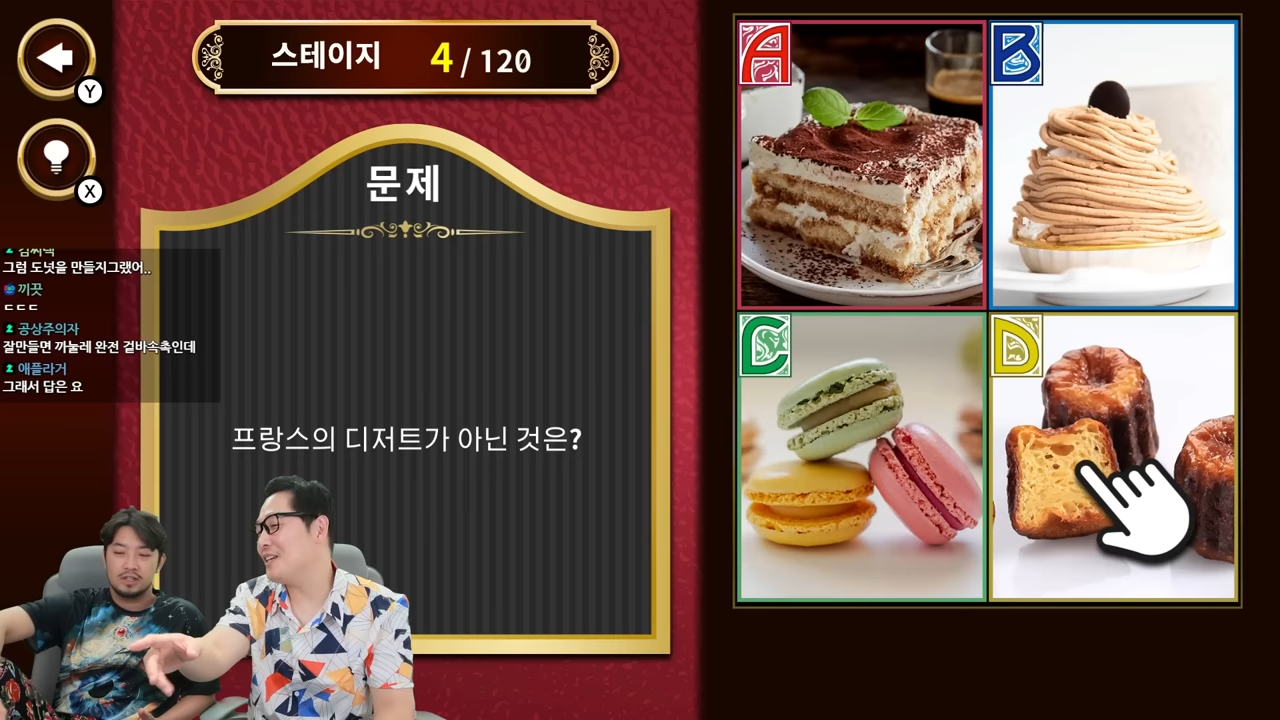 Y
X
스테이지 4 / 120
문제
프랑스의 디저트가 아닌 것은?
그럼 도넛을 만들지그랬어..
끼끗
ㄷㄷㄷ
공상주의자
잘만들면 까눌레 완전 겉바속촉인데
애플라거
그래서 답은 요
A
B
C
D